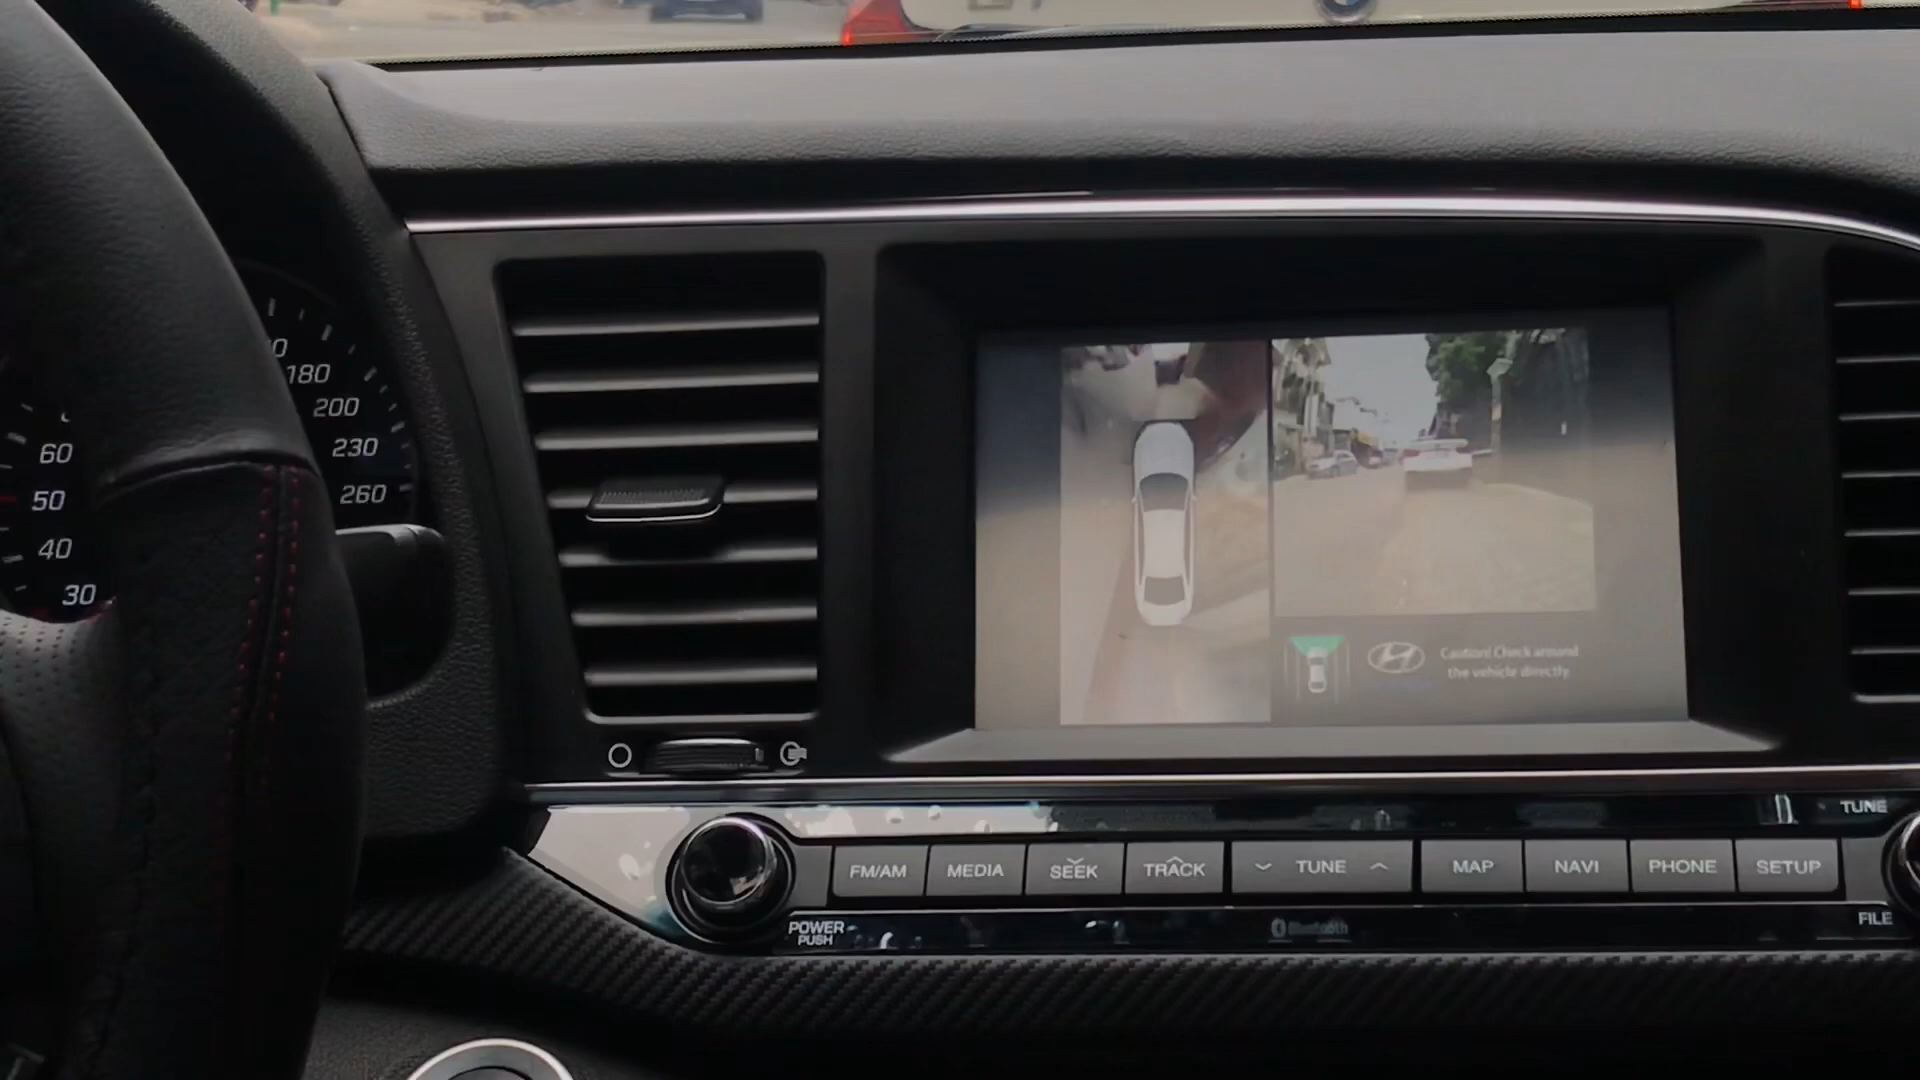 180
200
230
260
60
50
40
30
Caution! Check around
the vehicle directly.
TUNE
FM/AM
MEDIA
SEEK
TRACK
TUNE
MAP
NAVI
PHONE
SETUP
POWER
PUSH
Bluetooth
FILE